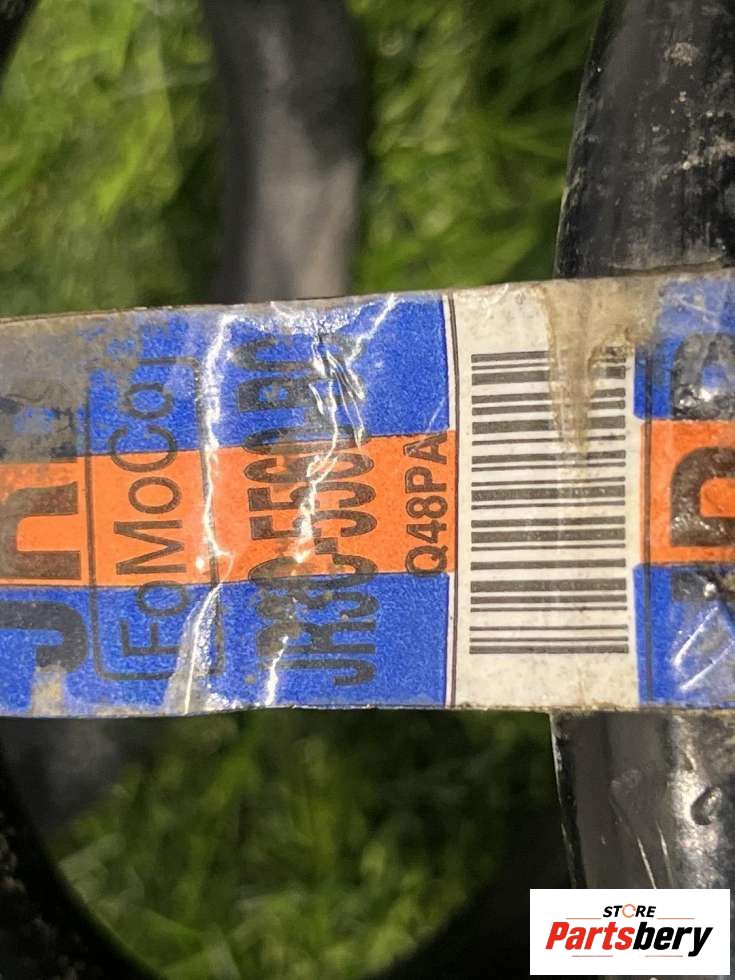 FoMoCo
JR3C-5560-BC
Q48PA
STORE
Partsbery